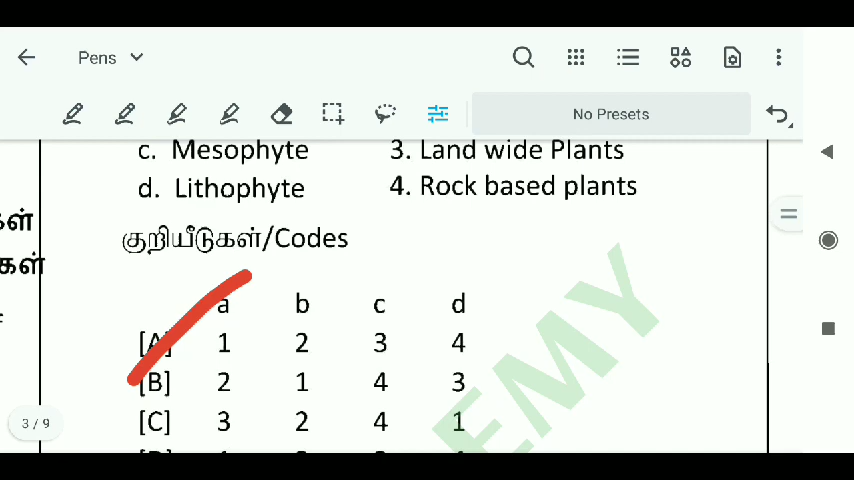 Pens
No Presets
c. Mesophyte 3. Land wide Plants
d. Lithophyte 4. Rock based plants
கள்
குறியீடுகள்/Codes
கள்
a b c d
[A] 1 2 3 4
[B] 2 1 4 3
[C] 3 2 4 1
3 / 9
EMY